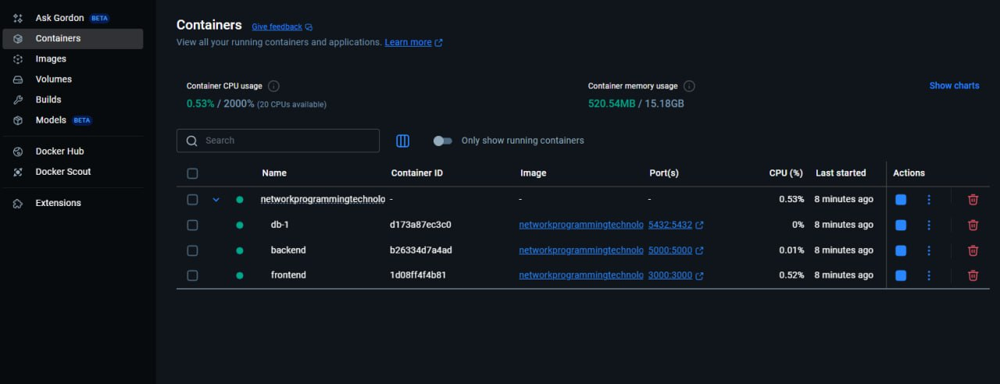 Ask Gordon BETA
Containers
Images
Volumes
Builds
Models BETA
Docker Hub
Docker Scout
Extensions
Containers Give feedback
View all your running containers and applications. Learn more
Container CPU usage
0.53% / 2000% (20 CPUs available)
Container memory usage
520.54MB / 15.18GB
Show charts
Search
Only show running containers
Name Container ID Image Port(s) CPU (%) Last started Actions
networkprogrammingtechnolo - - - 0.53% 8 minutes ago
db-1 d173a87ec3c0 networkprogrammingtechnolo 5432:5432 0% 8 minutes ago
backend b26334d7a4ad networkprogrammingtechnolo 5000:5000 0.01% 8 minutes ago
frontend 1d08ff4f4b81 networkprogrammingtechnolo 3000:3000 0.52% 8 minutes ago